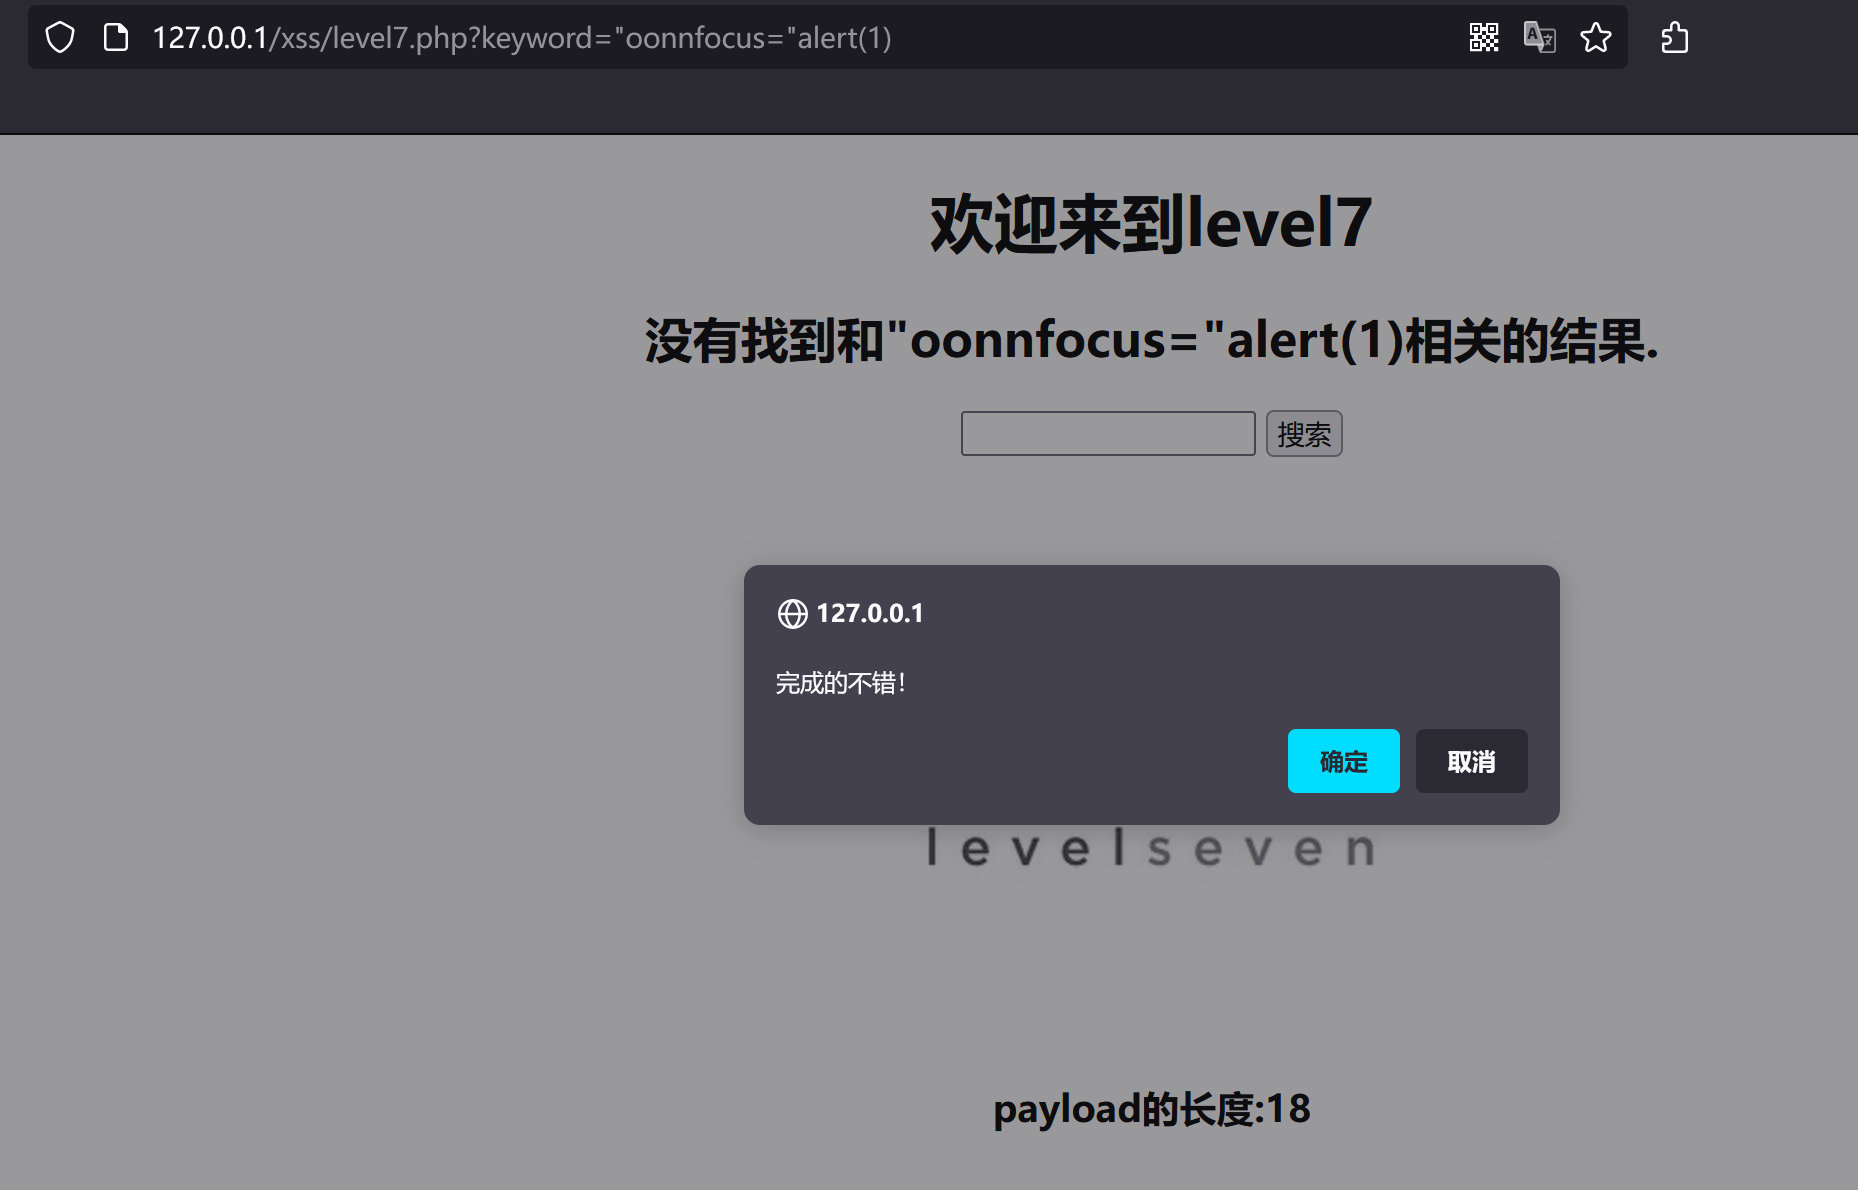 127.0.0.1/xss/level7.php?keyword="oonnfocus="alert(1)
欢迎来到level7
没有找到和"oonnfocus="alert(1)相关的结果.
搜索
127.0.0.1
完成的不错！
确定 取消
levelseven
payload的长度:18